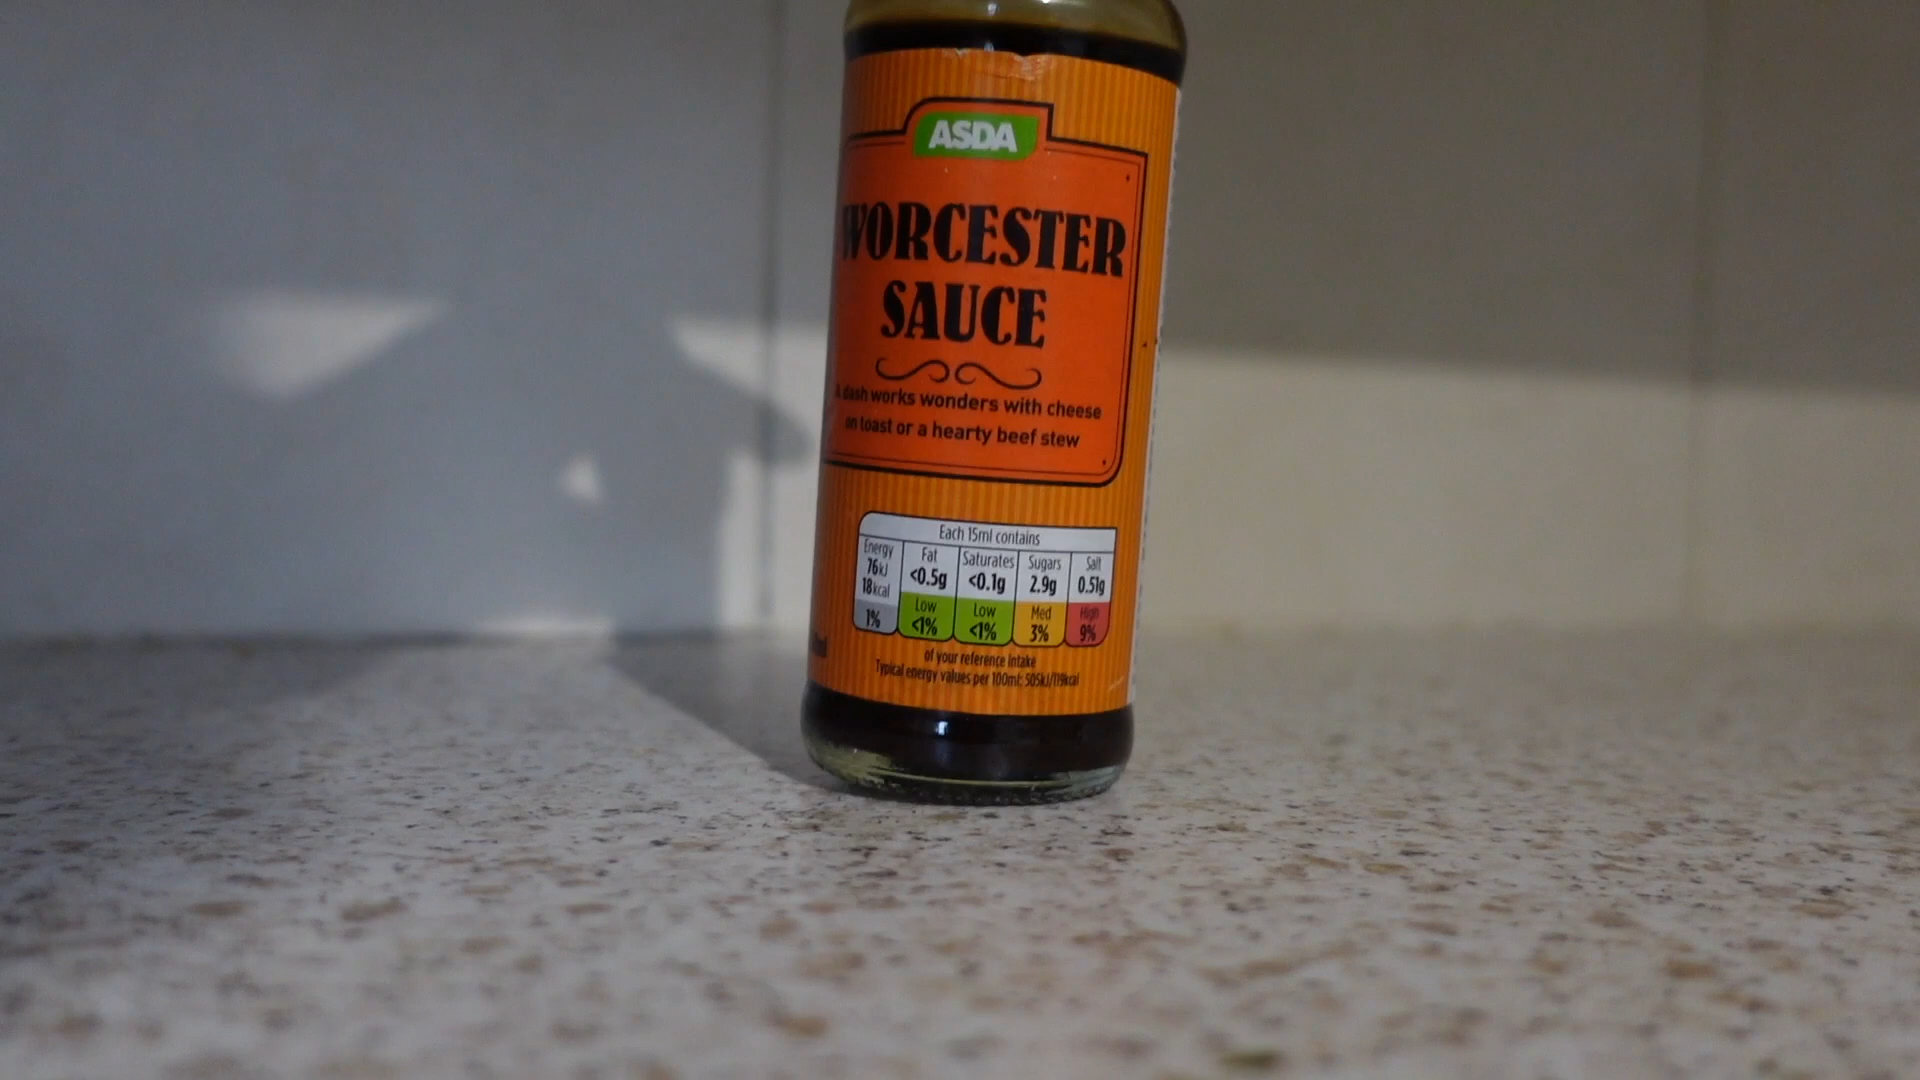 ASDA
WORCESTER
SAUCE
A dash works wonders with cheese
on toast or a hearty beef stew
Each 15ml contains
Energy Fat Saturates Sugars Salt
76kJ <0.5g <0.1g 2.9g 0.51g
18kcal
Low Low Med High
1% <1% <1% 3% 9%
of your reference intake
Typical energy values per 100ml: 505kJ/119kcal